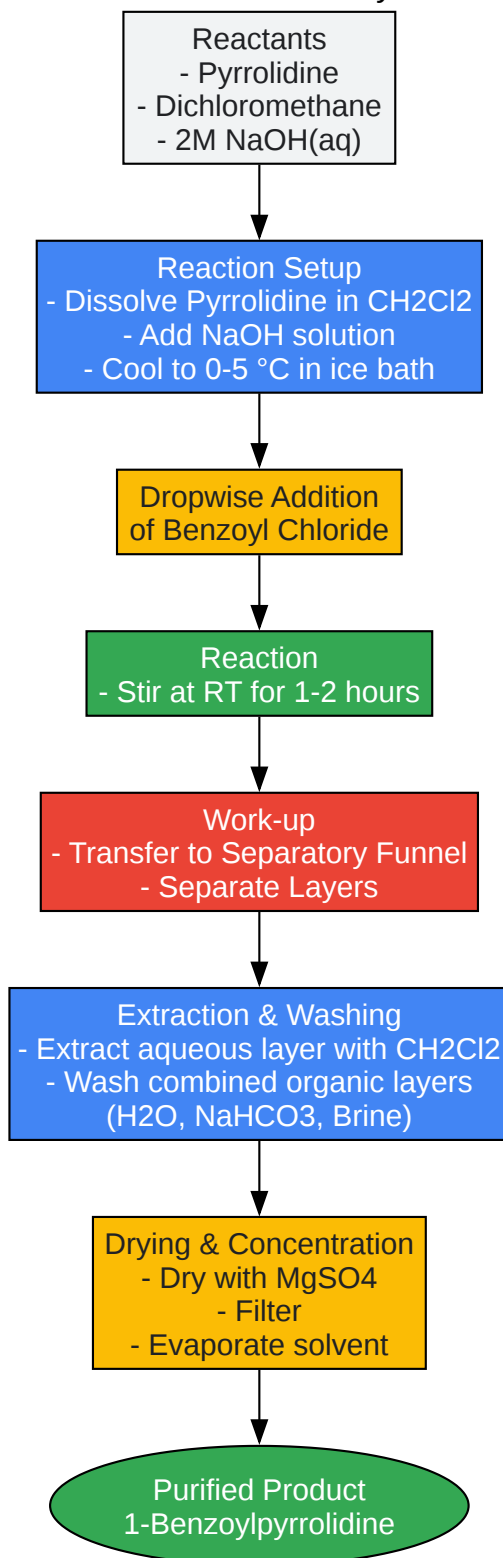 Reactants
- Pyrrolidine
- Dichloromethane
- 2M NaOH(aq)
Reaction Setup
- Dissolve Pyrrolidine in CH2Cl2
- Add NaOH solution
- Cool to 0-5 °C in ice bath
Dropwise Addition
of Benzoyl Chloride
Reaction
- Stir at RT for 1-2 hours
Work-up
- Transfer to Separatory Funnel
- Separate Layers
Extraction & Washing
- Extract aqueous layer with CH2Cl2
- Wash combined organic layers
(H2O, NaHCO3, Brine)
Drying & Concentration
- Dry with MgSO4
- Filter
- Evaporate solvent
Purified Product
1-Benzoylpyrrolidine